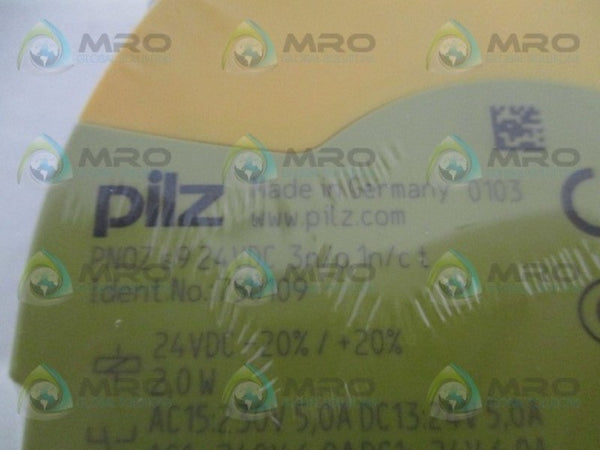 pilz Made in Germany 0103
www.pilz.com
PNOZ s9 24VDC 3n/o 1n/c t
Ident No.:
24VDC -20% / +20%
2.0 W
AC15:230V 5,0A DC13:24V 5,0A
MRO